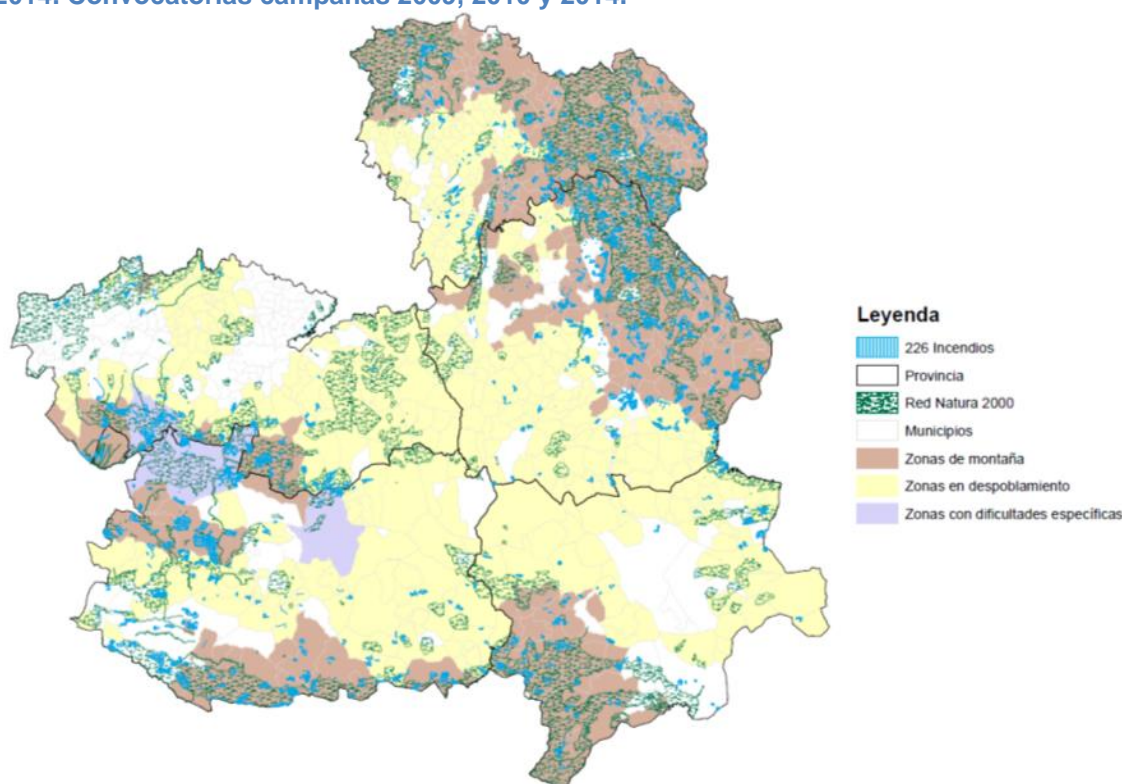 2014. Convocatorias campañas 2009, 2010 y 2014.
Leyenda
226 Incendios
Provincia
Red Natura 2000
Municipios
Zonas de montaña
Zonas en despoblamiento
Zonas con dificultades específicas